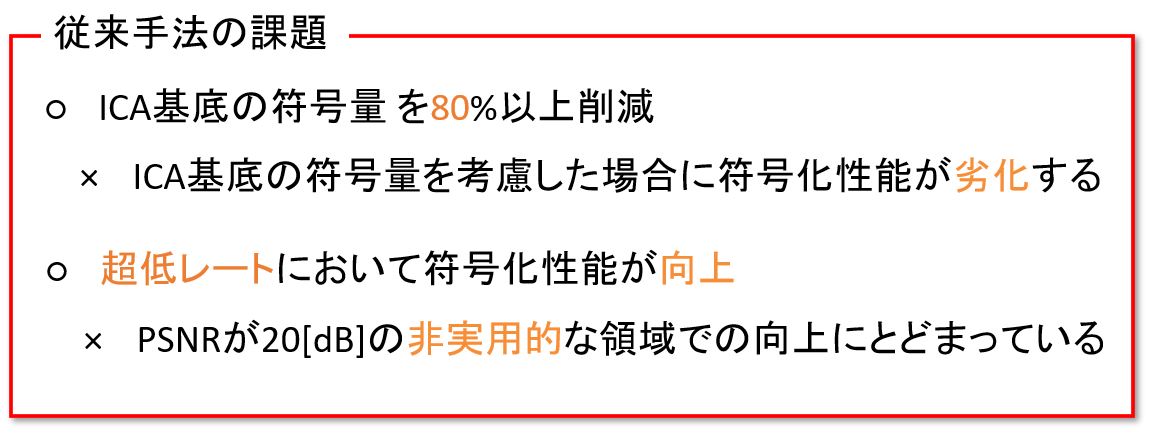 従来手法の課題
○ ICA基底の符号量 を80%以上削減
× ICA基底の符号量を考慮した場合に符号化性能が劣化する
○ 超低レートにおいて符号化性能が向上
× PSNRが20[dB]の非実用的な領域での向上にとどまっている